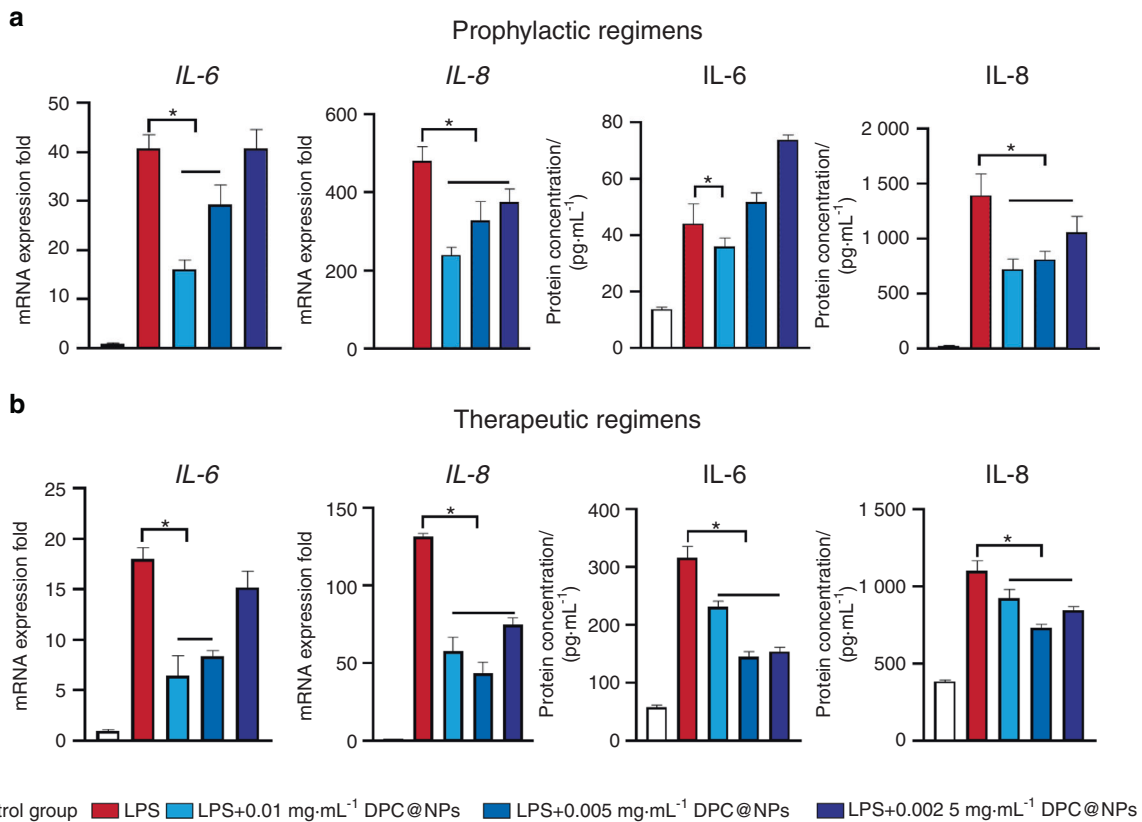 a
Prophylactic regimens
IL-6
IL-8
IL-6
IL-8
mRNA expression fold
50
40
30
20
10
0
*
mRNA expression fold
600
400
200
0
*
Protein concentration/
(pg·mL⁻¹)
80
60
40
20
0
*
Protein concentration/
(pg·mL⁻¹)
2 000
1 500
1 000
500
0
*
b
Therapeutic regimens
IL-6
IL-8
IL-6
IL-8
mRNA expression fold
25
20
15
10
5
0
*
mRNA expression fold
150
100
50
0
*
Protein concentration/
(pg·mL⁻¹)
400
300
200
100
0
*
Protein concentration/
(pg·mL⁻¹)
1 500
1 000
500
0
*
trol group LPS LPS+0.01 mg·mL⁻¹ DPC@NPs LPS+0.005 mg·mL⁻¹ DPC@NPs LPS+0.002 5 mg·mL⁻¹ DPC@NPs